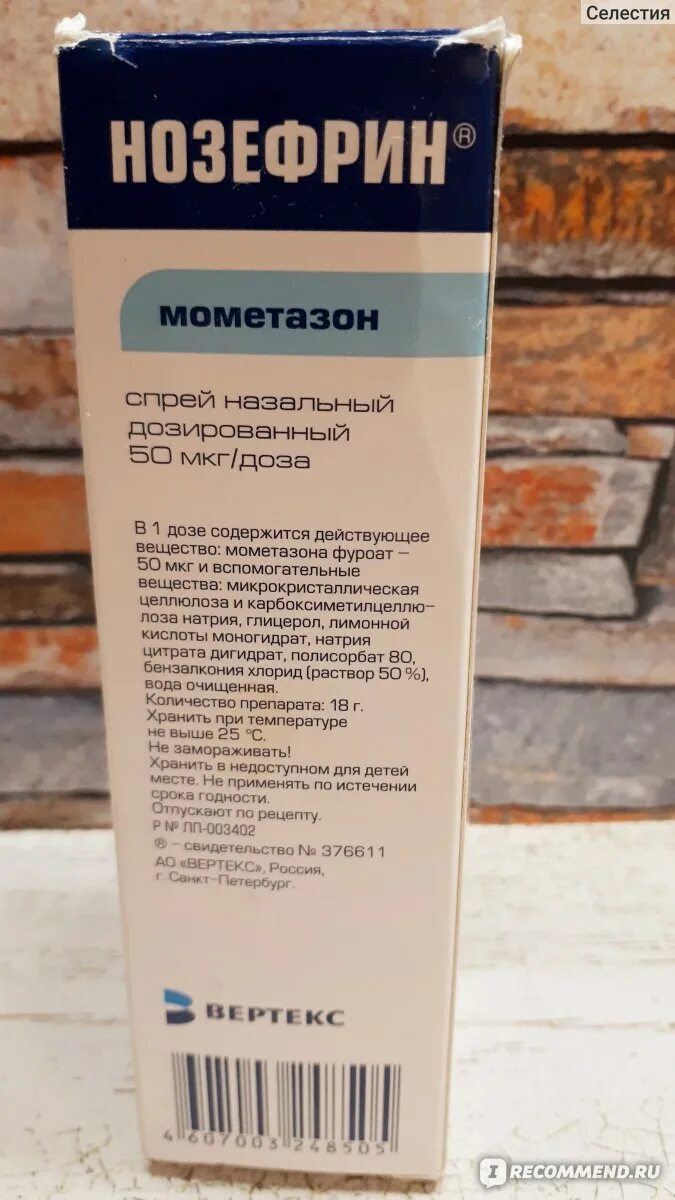 Селестия
НОЗЕФРИН®
мометазон
спрей назальный
дозированный
50 мкг/доза
В 1 дозе содержится действующее
вещество: мометазона фуроат –
50 мкг и вспомогательные
вещества: микрокристаллическая
целлюлоза и карбоксиметилцеллю-
лоза натрия, глицерол, лимонной
кислоты моногидрат, натрия
цитрата дигидрат, полисорбат 80,
бензалкония хлорид (раствор 50 %),
вода очищенная.
Количество препарата: 18 г.
Хранить при температуре
не выше 25 °С.
Не замораживать!
Хранить в недоступном для детей
месте. Не применять по истечении
срока годности.
Отпускают по рецепту.
Р № ЛП-003402
® – свидетельство № 376611
АО «ВЕРТЕКС», Россия,
г. Санкт-Петербург.
ВЕРТЕКС
4 607003 248505
I RECOMMEND.RU